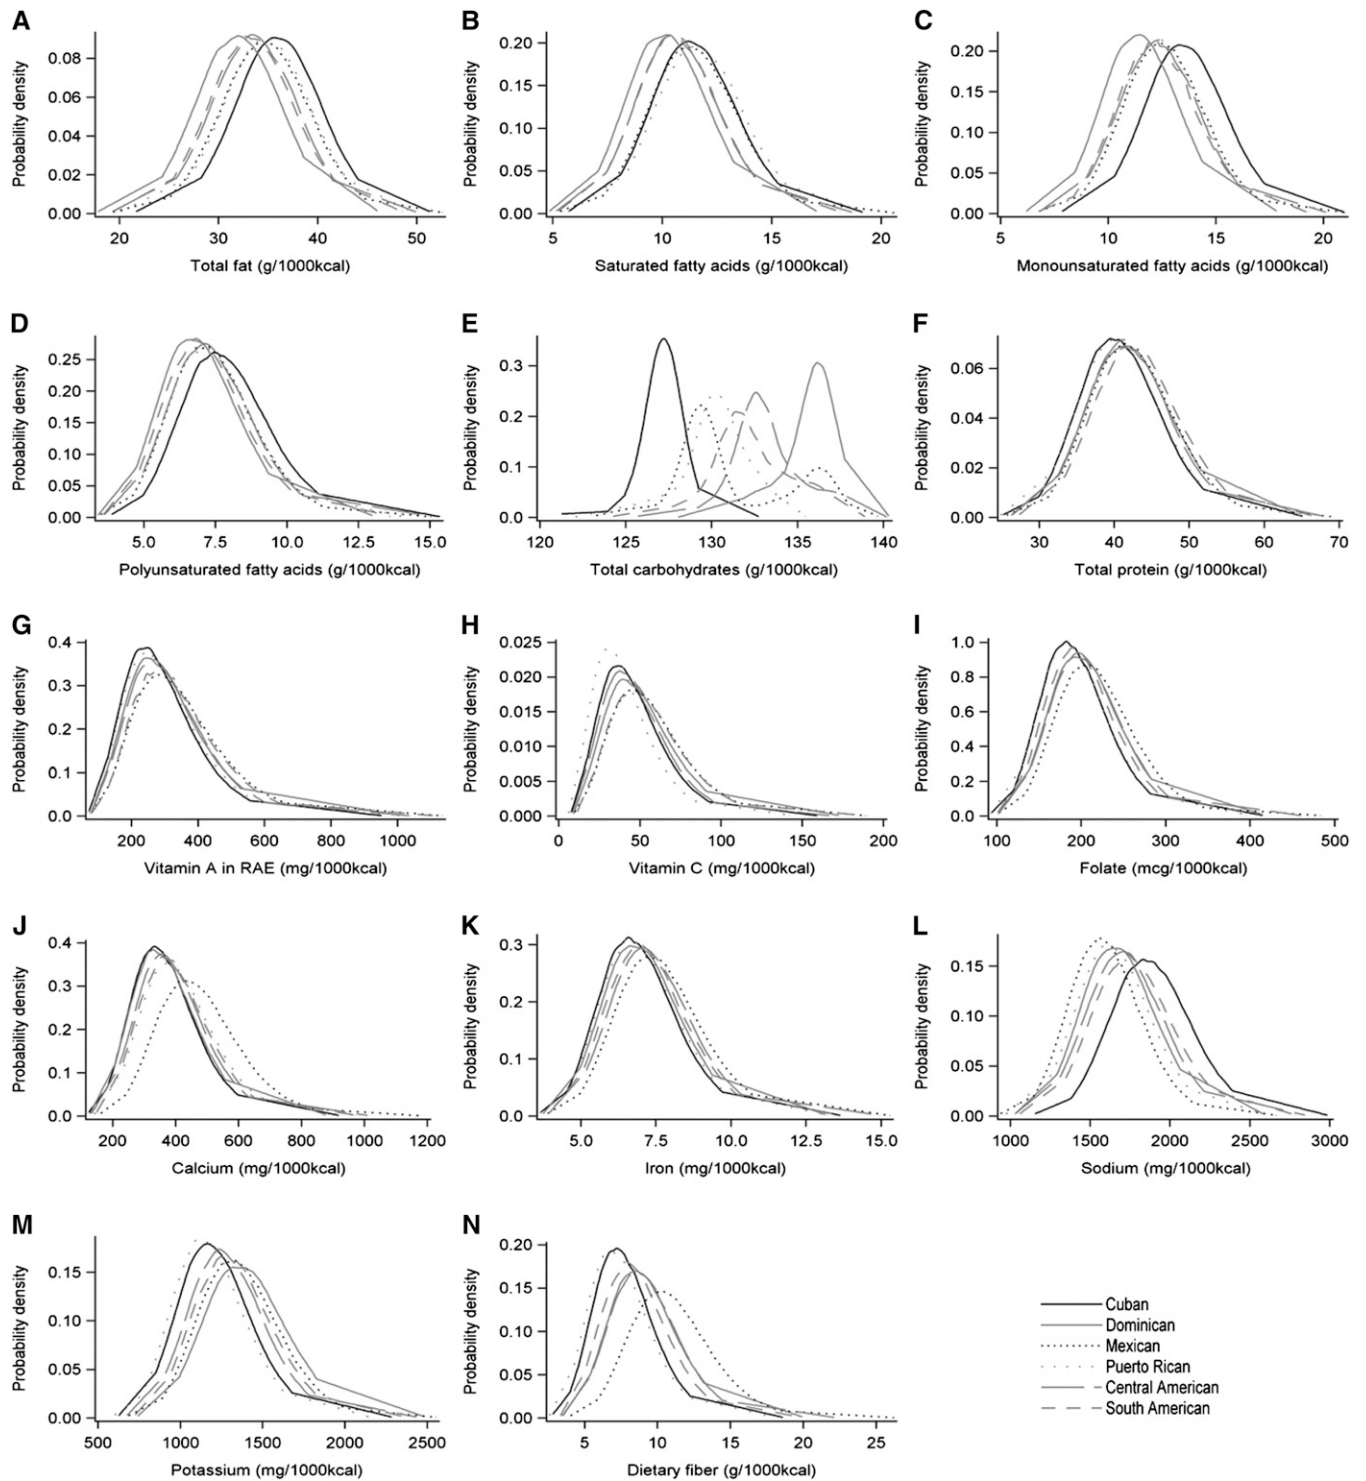 A
Probability density
0.08
0.06
0.04
0.02
0.00
20 30 40 50
Total fat (g/1000kcal)
B
Probability density
0.20
0.15
0.10
0.05
0.00
5 10 15 20
Saturated fatty acids (g/1000kcal)
C
Probability density
0.20
0.15
0.10
0.05
0.00
5 10 15 20
Monounsaturated fatty acids (g/1000kcal)
D
Probability density
0.25
0.20
0.15
0.10
0.05
0.00
5.0 7.5 10.0 12.5 15.0
Polyunsaturated fatty acids (g/1000kcal)
E
Probability density
0.3
0.2
0.1
0.0
120 125 130 135 140
Total carbohydrates (g/1000kcal)
F
Probability density
0.06
0.04
0.02
0.00
30 40 50 60 70
Total protein (g/1000kcal)
G
Probability density
0.4
0.3
0.2
0.1
0.0
200 400 600 800 1000
Vitamin A in RAE (mg/1000kcal)
H
Probability density
0.025
0.020
0.015
0.010
0.005
0.000
0 50 100 150 200
Vitamin C (mg/1000kcal)
I
Probability density
1.0
0.8
0.6
0.4
0.2
0.0
100 200 300 400 500
Folate (mcg/1000kcal)
J
Probability density
0.4
0.3
0.2
0.1
0.0
200 400 600 800 1000 1200
Calcium (mg/1000kcal)
K
Probability density
0.3
0.2
0.1
0.0
5.0 7.5 10.0 12.5 15.0
Iron (mg/1000kcal)
L
Probability density
0.15
0.10
0.05
0.00
1000 1500 2000 2500 3000
Sodium (mg/1000kcal)
M
Probability density
0.15
0.10
0.05
0.00
500 1000 1500 2000 2500
Potassium (mg/1000kcal)
N
Probability density
0.20
0.15
0.10
0.05
0.00
5 10 15 20 25
Dietary fiber (g/1000kcal)
Cuban
Dominican
Mexican
Puerto Rican
Central American
South American